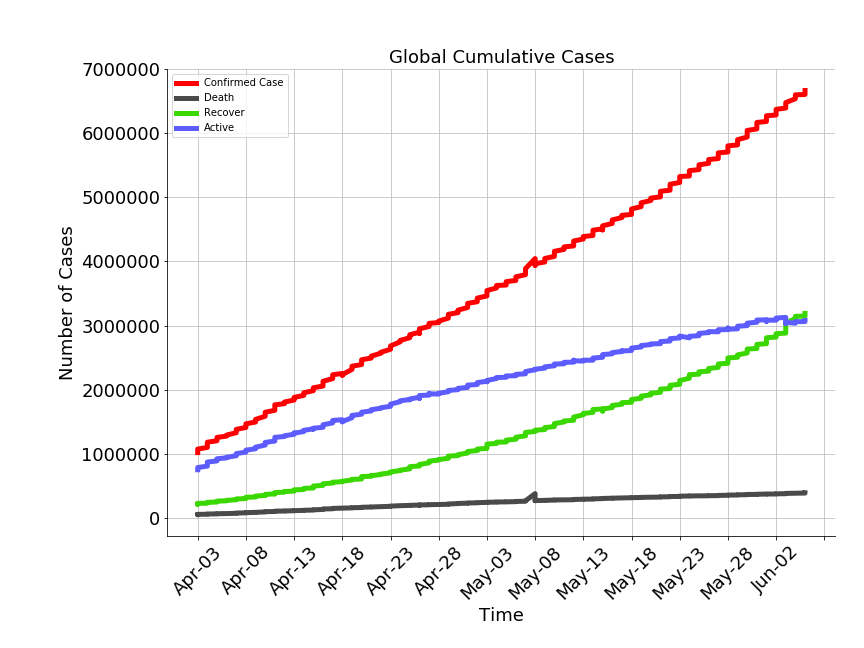 Global Cumulative Cases
Confirmed Case
Death
Recover
Active
7000000
6000000
5000000
4000000
3000000
2000000
1000000
0
Number of Cases
Apr-03
Apr-08
Apr-13
Apr-18
Apr-23
Apr-28
May-03
May-08
May-13
May-18
May-23
May-28
Jun-02
Time